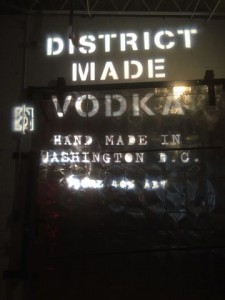 DISTRICT
MADE
VODKA
HAND MADE IN
WASHINGTON D.C.
40% ABV